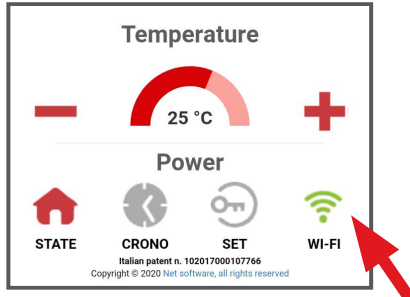 Temperature
25 °C
Power
STATE CRONO SET WI-FI
Italian patent n. 102017000107766
Copyright © 2020 Net software, all rights reserved